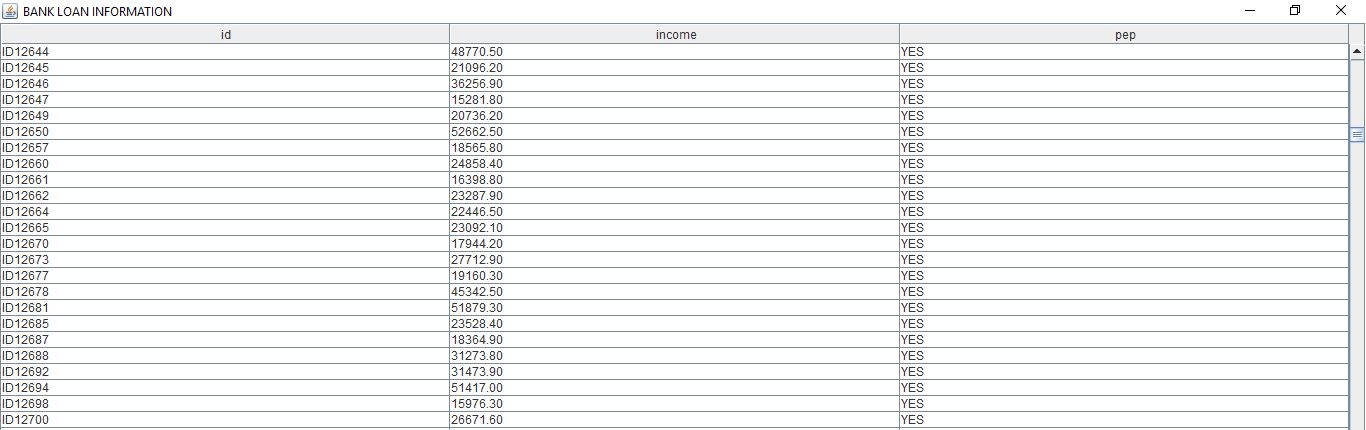 BANK LOAN INFORMATION
id income pep
ID12644 48770.50 YES
ID12645 21096.20 YES
ID12646 36256.90 YES
ID12647 15281.80 YES
ID12649 20736.20 YES
ID12650 52662.50 YES
ID12657 18565.80 YES
ID12660 24858.40 YES
ID12661 16398.80 YES
ID12662 23287.90 YES
ID12664 22446.50 YES
ID12665 23092.10 YES
ID12670 17944.20 YES
ID12673 27712.90 YES
ID12677 19160.30 YES
ID12678 45342.50 YES
ID12681 51879.30 YES
ID12685 23528.40 YES
ID12687 18364.90 YES
ID12688 31273.80 YES
ID12692 31473.90 YES
ID12694 51417.00 YES
ID12698 15976.30 YES
ID12700 26671.60 YES